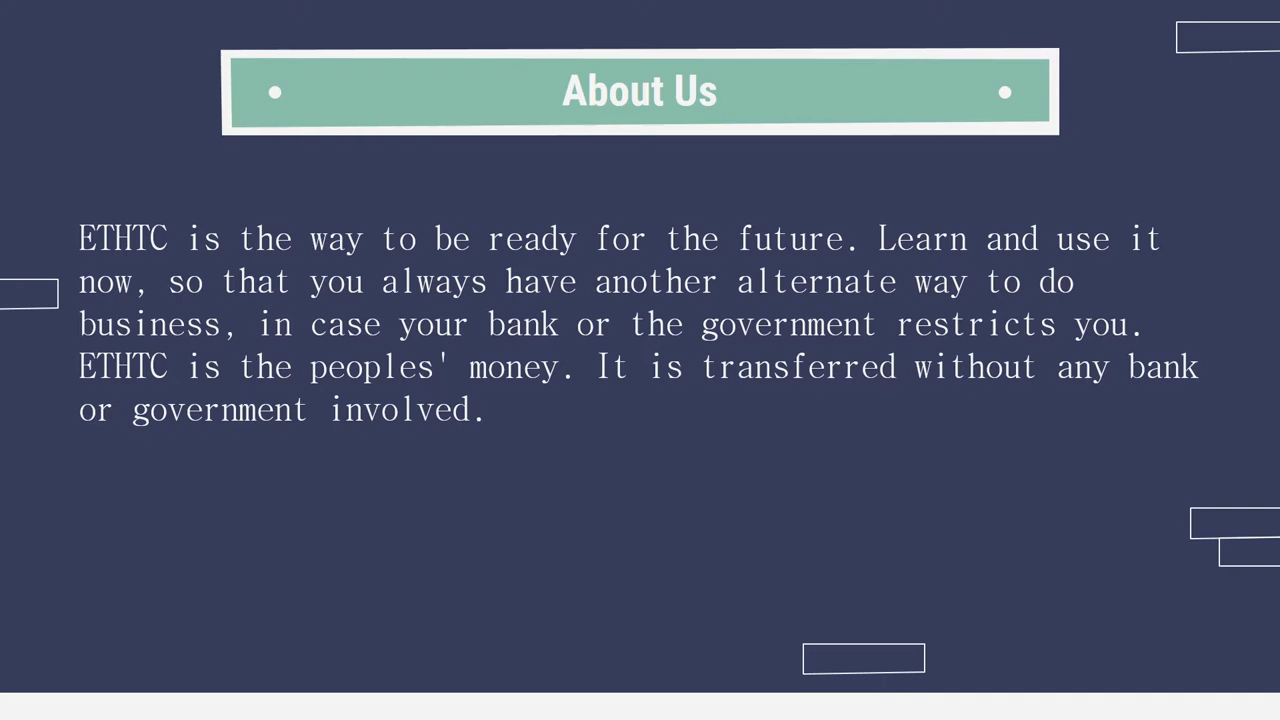 About Us
ETHTC is the way to be ready for the future. Learn and use it
now, so that you always have another alternate way to do
business, in case your bank or the government restricts you.
ETHTC is the peoples' money. It is transferred without any bank
or government involved.